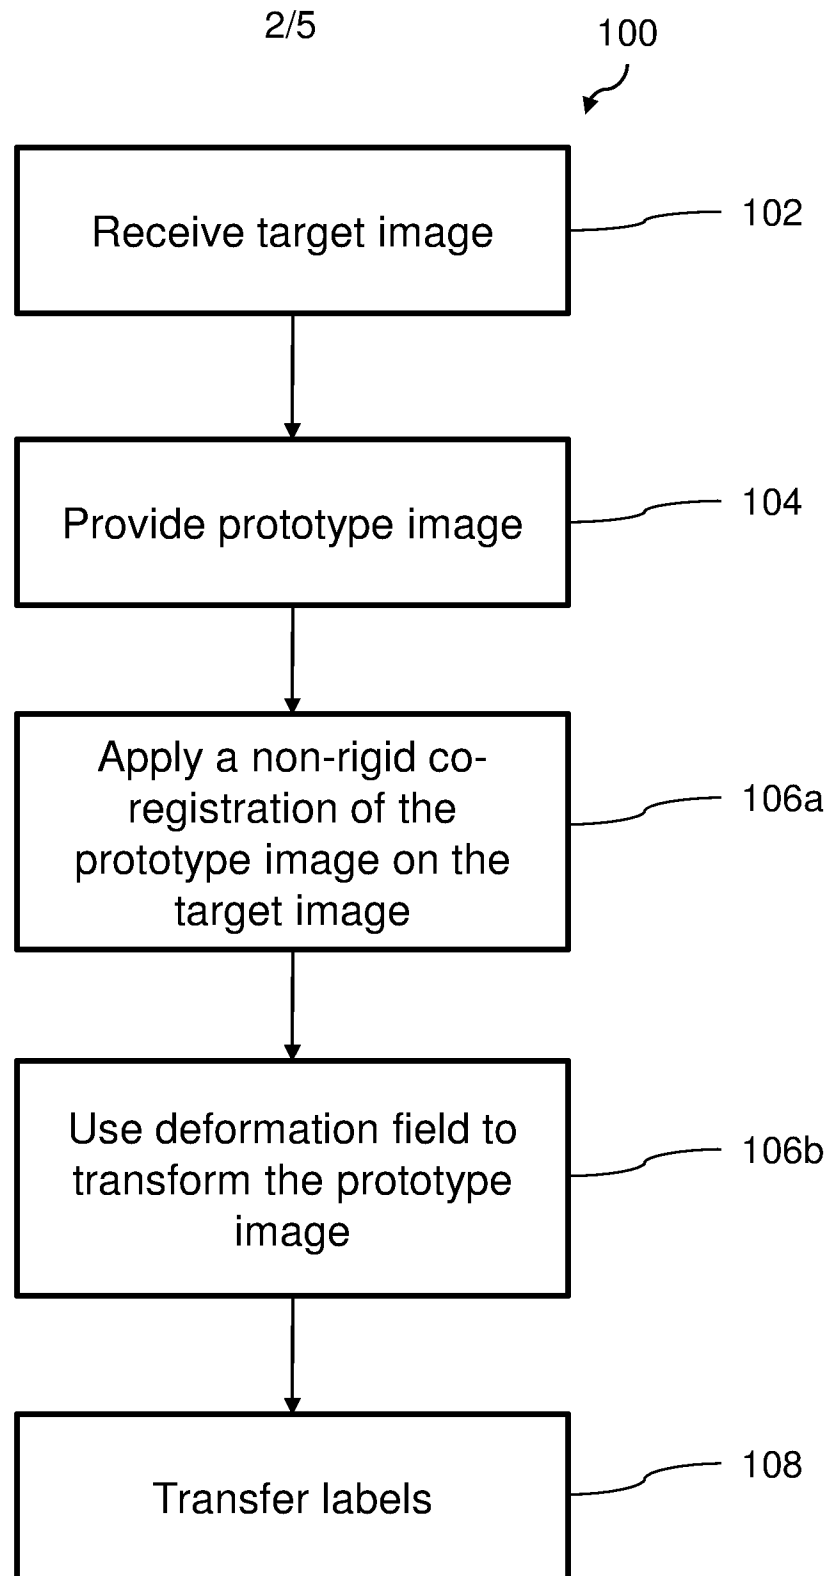 2/5
100
Receive target image
102
Provide prototype image
104
Apply a non-rigid co-
registration of the
prototype image on the
target image
106a
Use deformation field to
transform the prototype
image
106b
Transfer labels
108